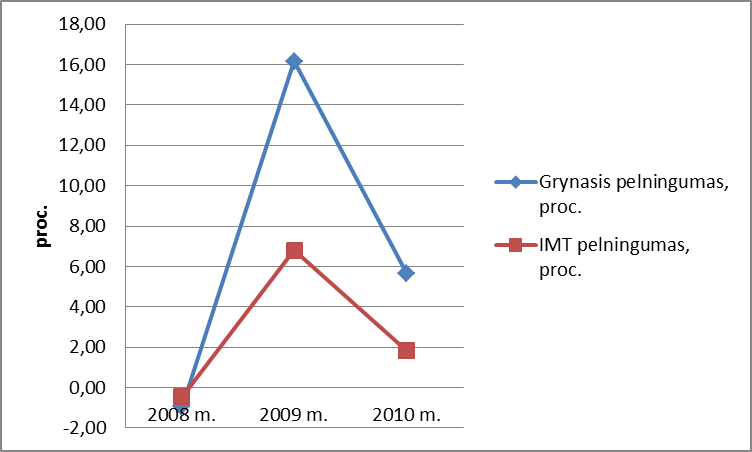 18,00
16,00
14,00
12,00
10,00
8,00
6,00
4,00
2,00
0,00
-2,00
proc.
2008 m.
2009 m.
2010 m.
Grynasis pelningumas,
proc.
IMT pelningumas,
proc.